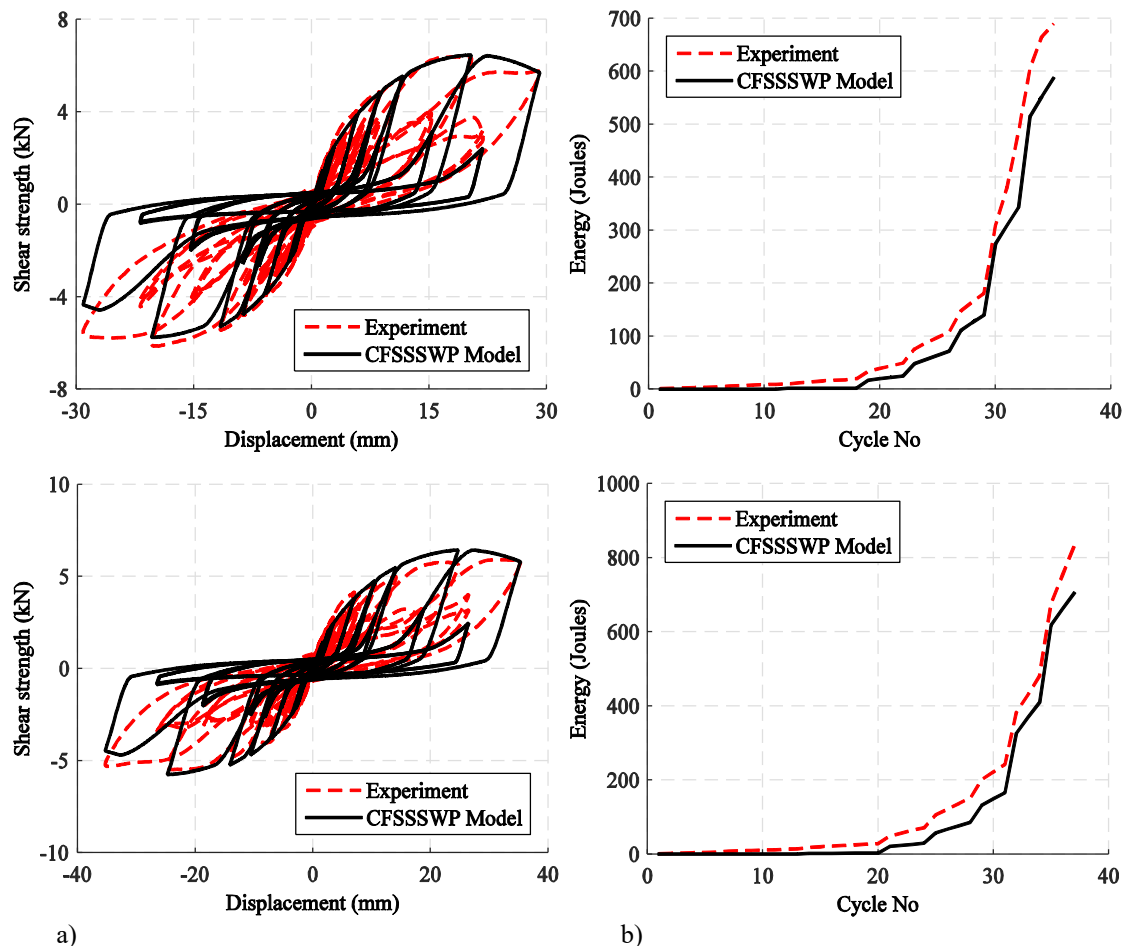 8
4
0
-4
-8
Shear strength (kN)
-30
-15
0
15
30
Displacement (mm)
Experiment
CFSSSWP Model
700
600
500
400
300
200
100
0
Energy (Joules)
0
10
20
30
40
Cycle No
Experiment
CFSSSWP Model
10
5
0
-5
-10
Shear strength (kN)
-40
-20
0
20
40
Displacement (mm)
Experiment
CFSSSWP Model
1000
800
600
400
200
0
Energy (Joules)
0
10
20
30
40
Cycle No
Experiment
CFSSSWP Model
a)
b)